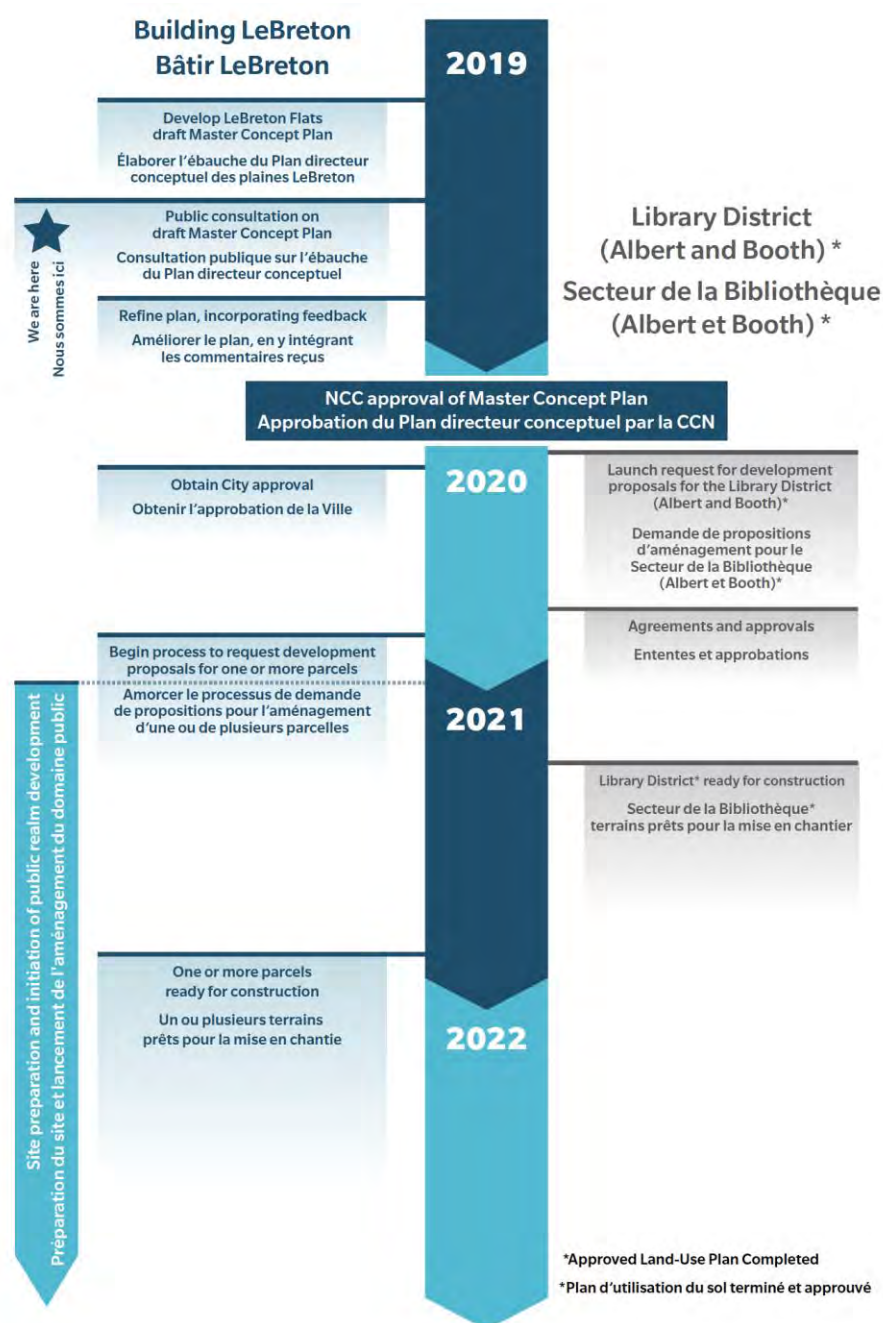 Building LeBreton
Bâtir LeBreton
2019
Develop LeBreton Flats
draft Master Concept Plan
Élaborer l'ébauche du Plan directeur
conceptuel des plaines LeBreton
We are here
Nous sommes ici
Public consultation on
draft Master Concept Plan
Consultation publique sur l'ébauche
du Plan directeur conceptuel
Refine plan, incorporating feedback
Améliorer le plan, en y intégrant
les commentaires reçus
Library District
(Albert and Booth) *
Secteur de la Bibliothèque
(Albert et Booth) *
NCC approval of Master Concept Plan
Approbation du Plan directeur conceptuel par la CCN
2020
Obtain City approval
Obtenir l'approbation de la Ville
Launch request for development
proposals for the Library District
(Albert and Booth)*
Demande de propositions
d'aménagement pour le
Secteur de la Bibliothèque
(Albert et Booth)*
Agreements and approvals
Ententes et approbations
Begin process to request development
proposals for one or more parcels
Amorcer le processus de demande
de propositions pour l'aménagement
d'une ou de plusieurs parcelles
2021
Library District* ready for construction
Secteur de la Bibliothèque*
terrains prêts pour la mise en chantier
Site preparation and initiation of public realm development
Préparation du site et lancement de l'aménagement du domaine public
One or more parcels
ready for construction
Un ou plusieurs terrains
prêts pour la mise en chantie
2022
*Approved Land-Use Plan Completed
*Plan d'utilisation du sol terminé et approuvé